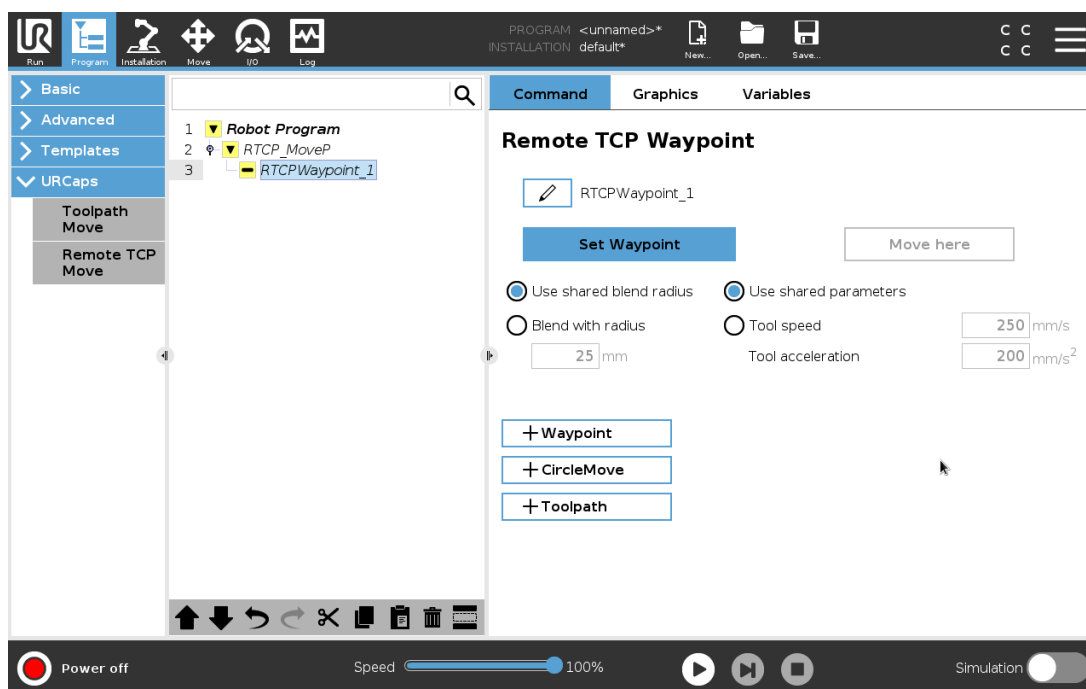 UR
PROGRAM <unnamed>*
INSTALLATION default*
C C
C C
Run Program Installation Move I/O Log New... Open... Save...
Basic
Advanced
Templates
URCaps
Toolpath
Move
Remote TCP
Move
1 Robot Program
2 RTCP_MoveP
3 RTCPWaypoint_1
Command Graphics Variables
Remote TCP Waypoint
RTCPWaypoint_1
Set Waypoint Move here
Use shared blend radius Use shared parameters
Blend with radius Tool speed 250 mm/s
25 mm Tool acceleration 200 mm/s²
+ Waypoint
+ CircleMove
+ Toolpath
Power off Speed 100% Simulation